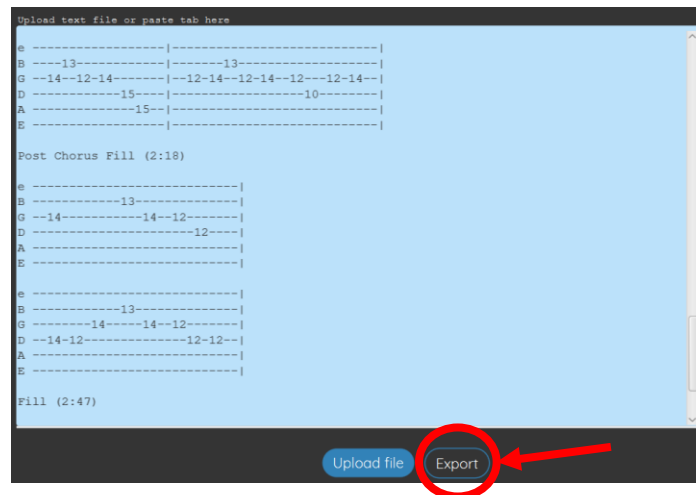 Upload text file or paste tab here
e ------------------|----------------------------|
B ----13------------|-------13-------------------|
G --14--12-14-------|--12-14--12-14--12---12-14--|
D ------------15----|------------------10--------|
A --------------15--|----------------------------|
E ------------------|----------------------------|
Post Chorus Fill (2:18)
e ----------------------------|
B ------------13--------------|
G --14-----------14--12-------|
D ----------------------12----|
A ----------------------------|
E ----------------------------|
e ----------------------------|
B ------------13--------------|
G --------14-----14--12-------|
D --14-12--------------12-12--|
A ----------------------------|
E ----------------------------|
Fill (2:47)
Upload file Export